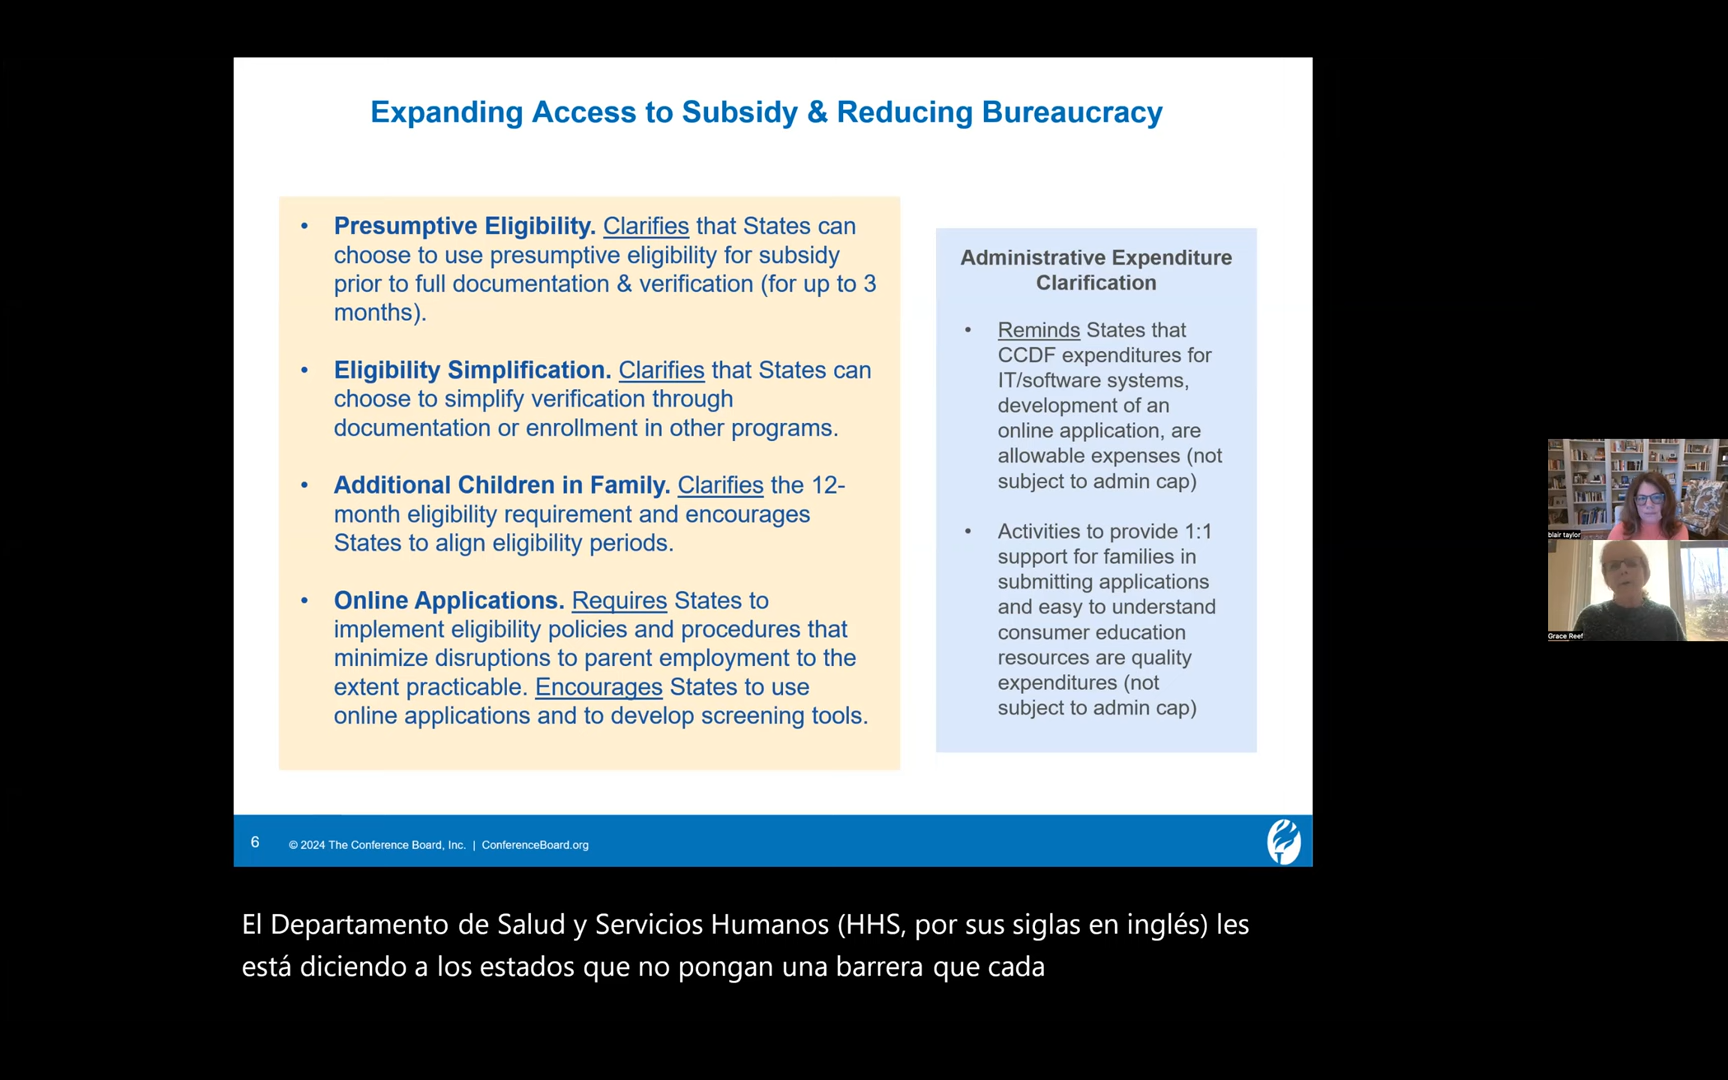 Expanding Access to Subsidy & Reducing Bureaucracy
• Presumptive Eligibility. Clarifies that States can
choose to use presumptive eligibility for subsidy
prior to full documentation & verification (for up to 3
months).
• Eligibility Simplification. Clarifies that States can
choose to simplify verification through
documentation or enrollment in other programs.
• Additional Children in Family. Clarifies the 12-
month eligibility requirement and encourages
States to align eligibility periods.
• Online Applications. Requires States to
implement eligibility policies and procedures that
minimize disruptions to parent employment to the
extent practicable. Encourages States to use
online applications and to develop screening tools.
Administrative Expenditure
Clarification
• Reminds States that
CCDF expenditures for
IT/software systems,
development of an
online application, are
allowable expenses (not
subject to admin cap)
• Activities to provide 1:1
support for families in
submitting applications
and easy to understand
consumer education
resources are quality
expenditures (not
subject to admin cap)
blair taylor
Grace Reef
6 © 2024 The Conference Board, Inc. | ConferenceBoard.org
El Departamento de Salud y Servicios Humanos (HHS, por sus siglas en inglés) les
está diciendo a los estados que no pongan una barrera que cada